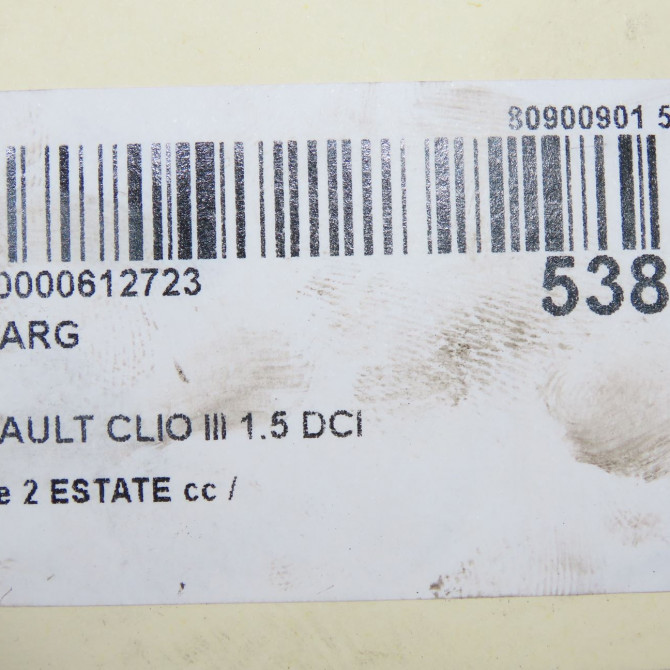 80900901 5
0000612723
538
ARG
AULT CLIO III 1.5 DCI
e 2 ESTATE cc /